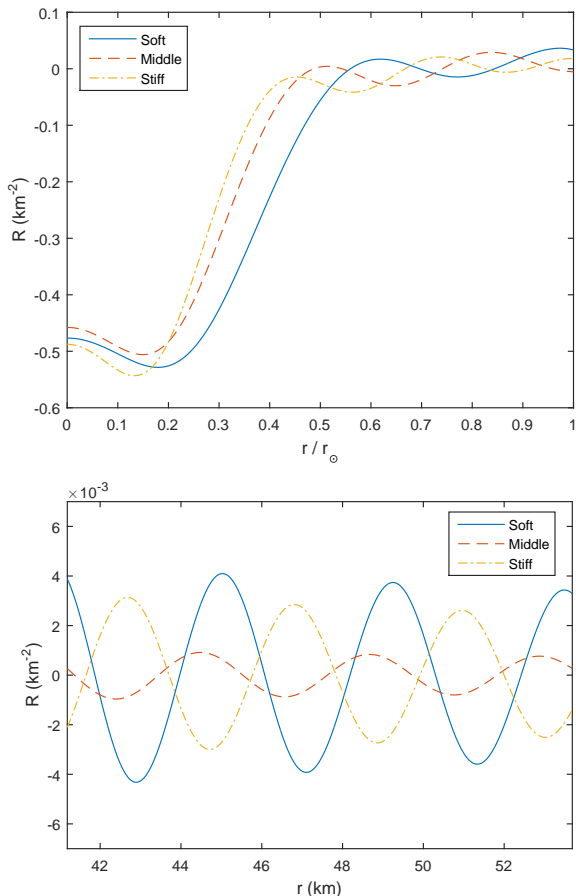 Soft
Middle
Stiff
0.1
0
-0.1
-0.2
-0.3
-0.4
-0.5
-0.6
R (km-2)
0 0.1 0.2 0.3 0.4 0.5 0.6 0.7 0.8 0.9 1
r / r⊙
×10-3
Soft
Middle
Stiff
6
4
2
0
-2
-4
-6
R (km-2)
42 44 46 48 50 52
r (km)